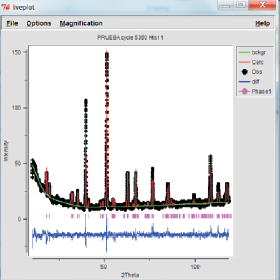 liveplot
File Options Magnification Help
PRUEBA cycle 5350 Hist 1
bckgr
Calc
Obs
diff
Phase1
Intensity
150
100
50
0
50
100
2Theta